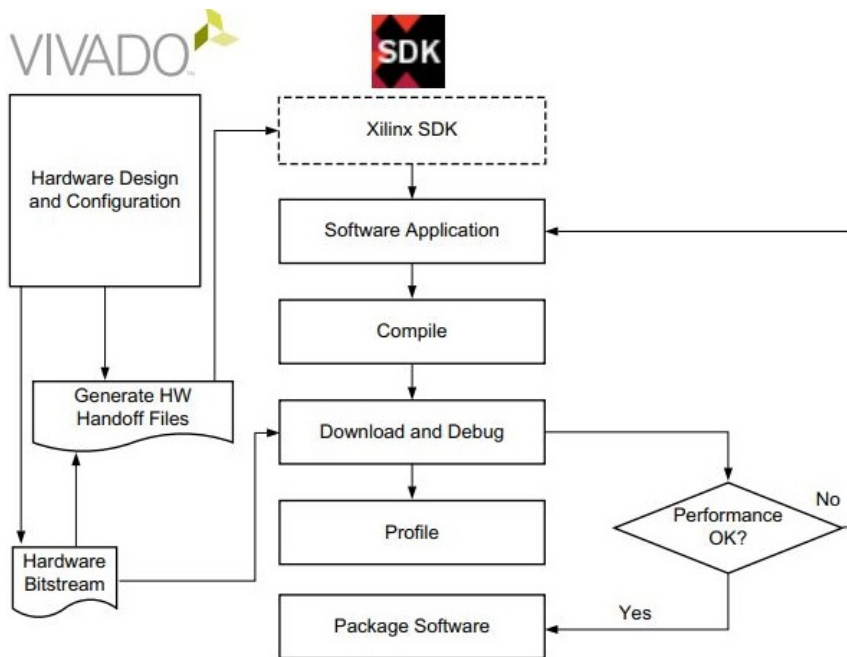 VIVADO™
SDK
Xilinx SDK
Hardware Design
and Configuration
Software Application
Compile
Generate HW
Handoff Files
Download and Debug
Performance
OK?
No
Profile
Hardware
Bitstream
Package Software
Yes